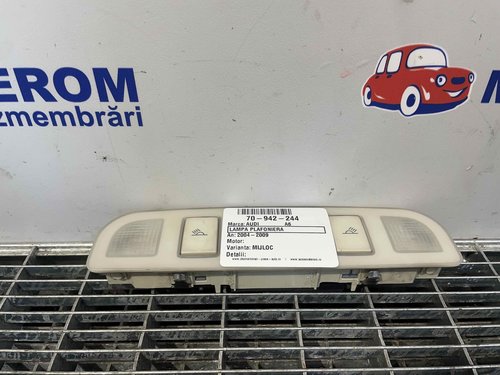 EROM
zmembrări
70-942-244
Marca: AUDI A6
LAMPA PLAFONIERA
An: 2004-2009
Motor:
Varianta: MIJLOC
Detalii: